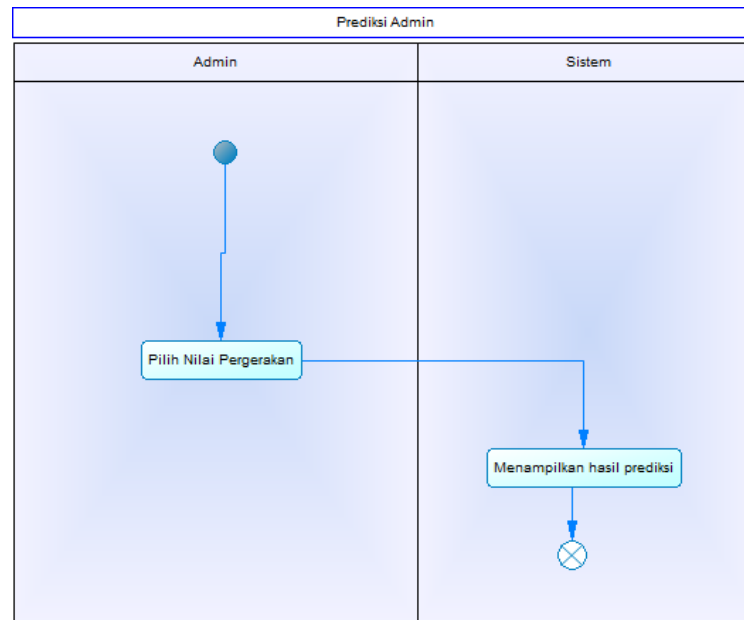 Prediksi Admin
Admin
Sistem
Pilih Nilai Pergerakan
Menampilkan hasil prediksi